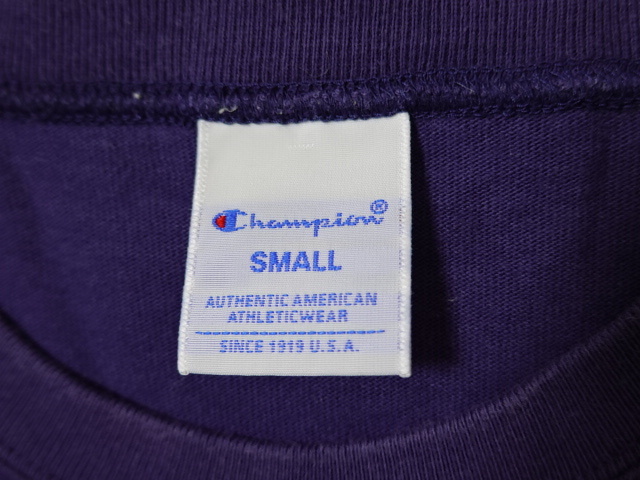 Champion®
SMALL
AUTHENTIC AMERICAN
ATHLETICWEAR
SINCE 1919 U.S.A.